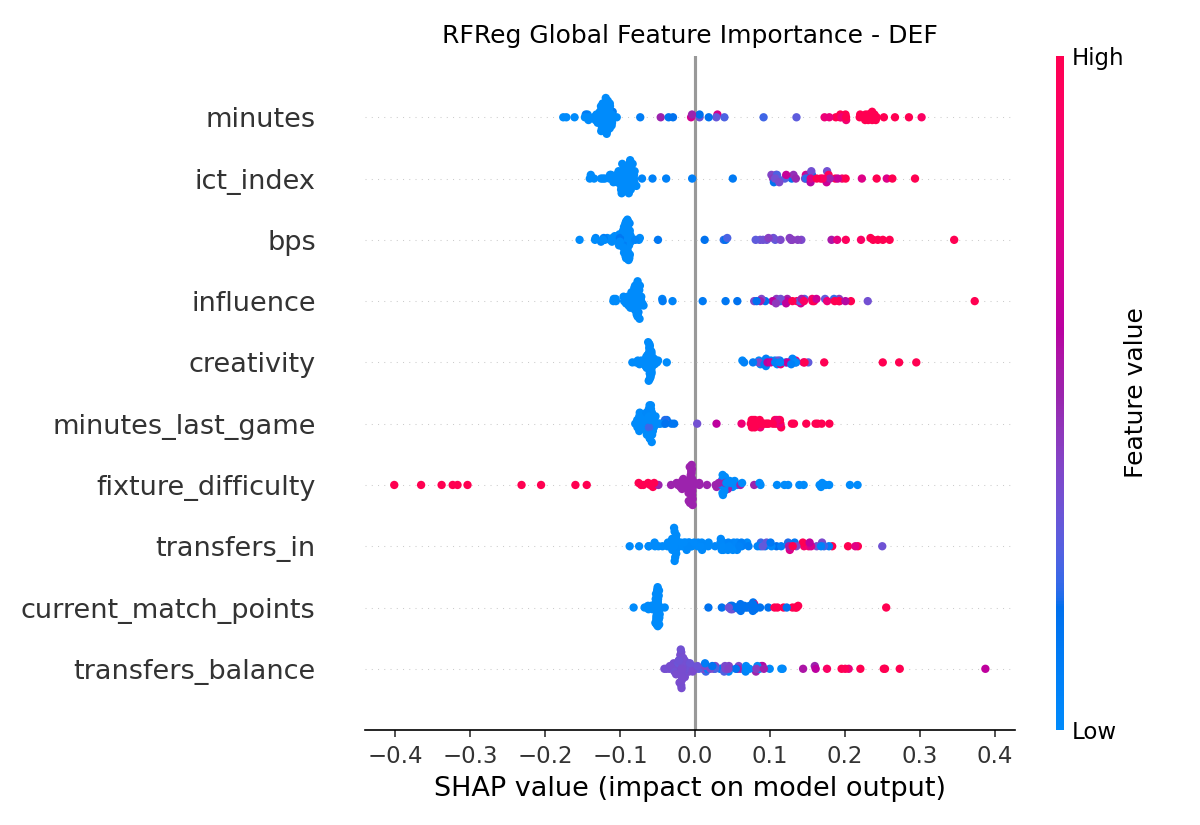 RFReg Global Feature Importance - DEF
High
minutes
ict_index
bps
influence
creativity
minutes_last_game
fixture_difficulty
transfers_in
current_match_points
transfers_balance
Feature value
Low
−0.4 −0.3 −0.2 −0.1 0.0 0.1 0.2 0.3 0.4
SHAP value (impact on model output)